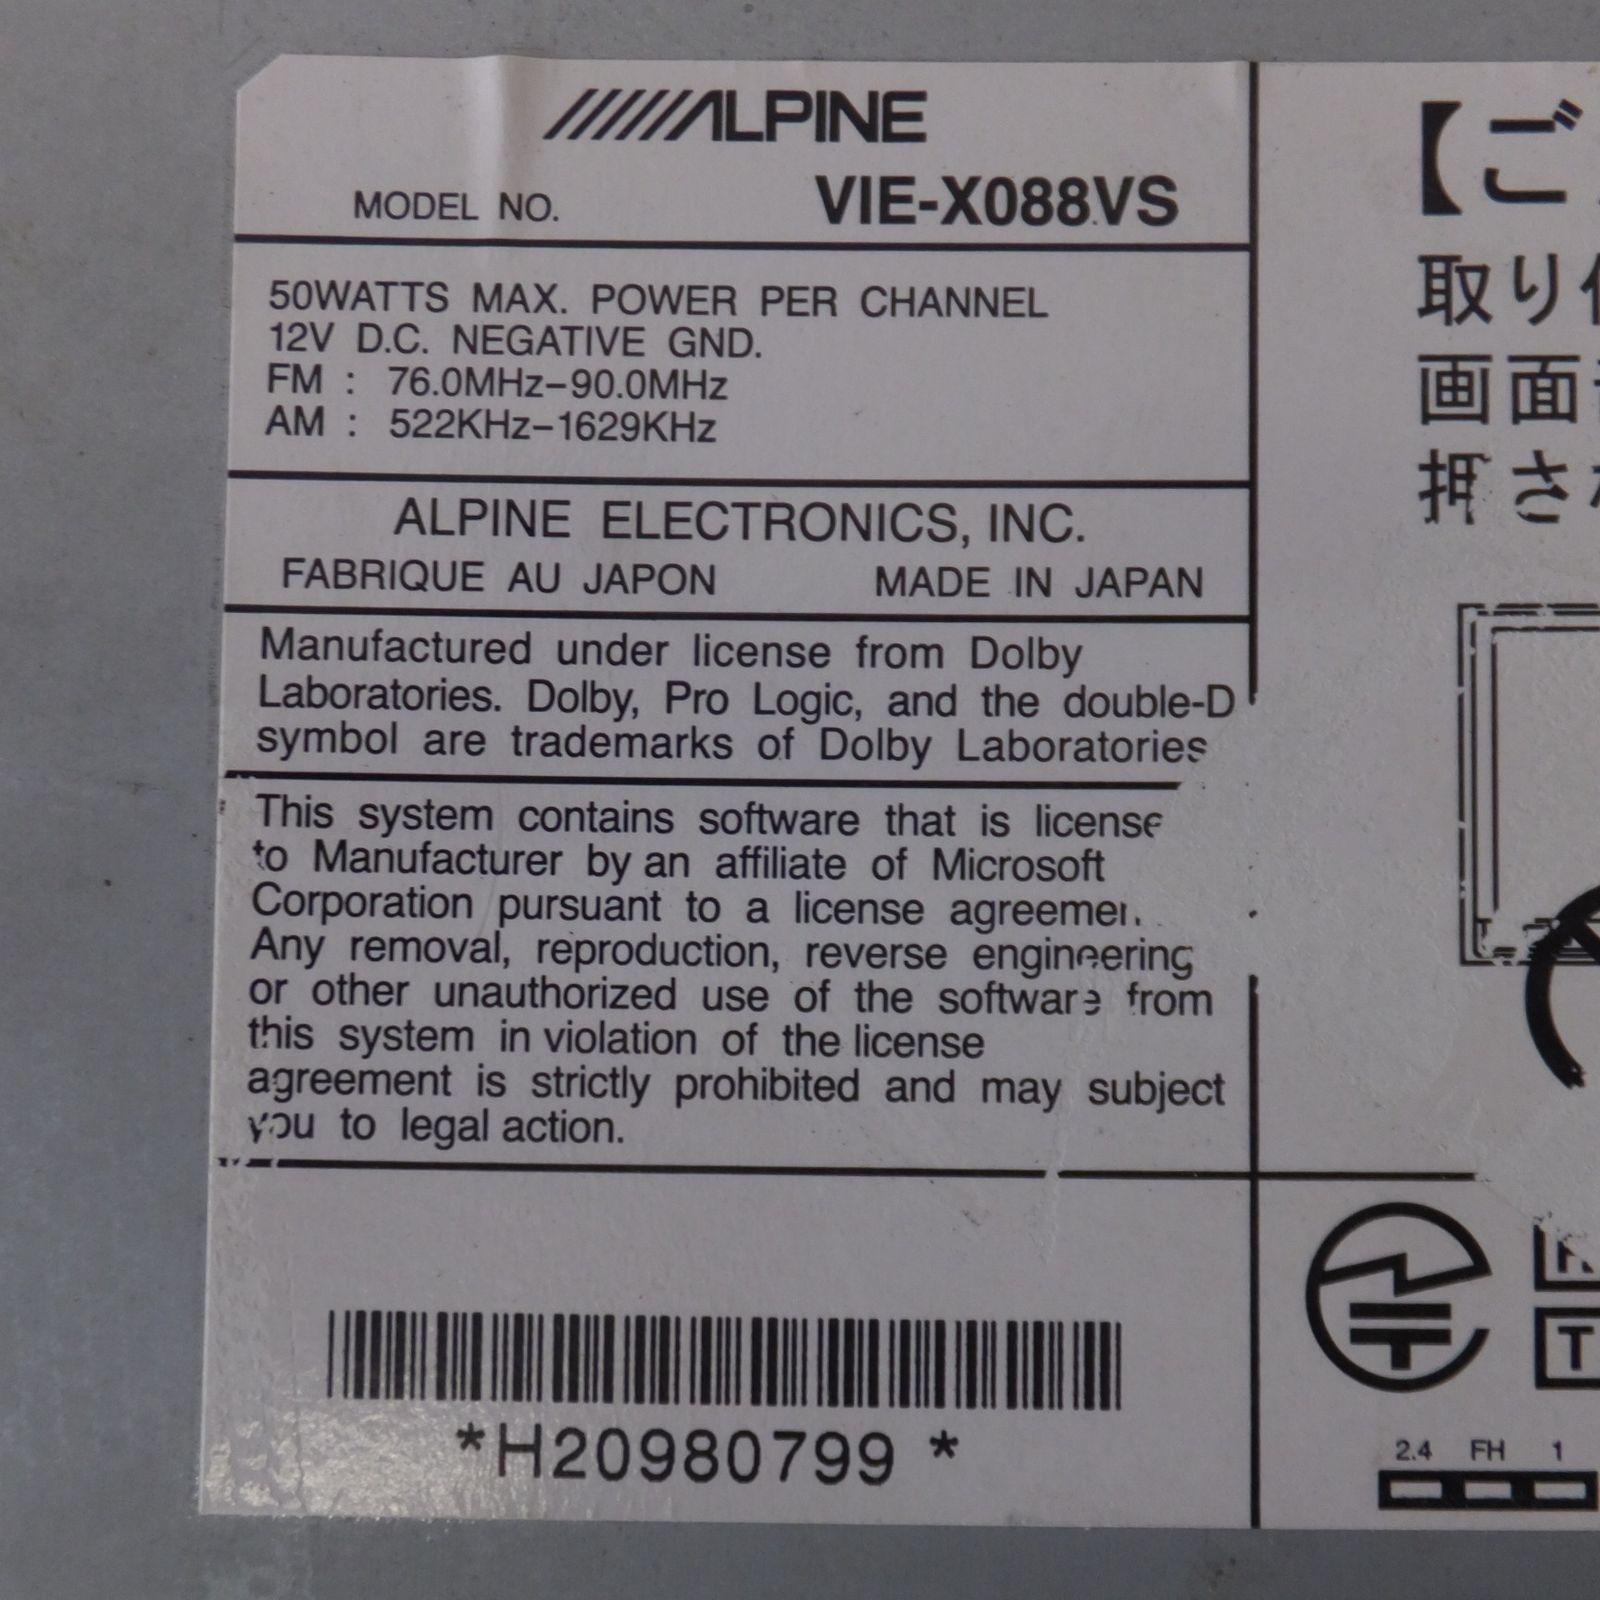 ALPINE
MODEL NO. VIE-X088VS
50WATTS MAX. POWER PER CHANNEL
12V D.C. NEGATIVE GND.
FM : 76.0MHz-90.0MHz
AM : 522KHz-1629KHz
ALPINE ELECTRONICS, INC.
FABRIQUE AU JAPON MADE IN JAPAN
Manufactured under license from Dolby
Laboratories. Dolby, Pro Logic, and the double-D
symbol are trademarks of Dolby Laboratories
This system contains software that is license
to Manufacturer by an affiliate of Microsoft
Corporation pursuant to a license
Any removal, reproduction, reverse engineering
or other unauthorized use of the software from
this system in violation of the license
agreement is strictly prohibited and may subject
you to legal action.
*H20980799 *
【ご
取り
画面
押さ
T
2.4 FH 1